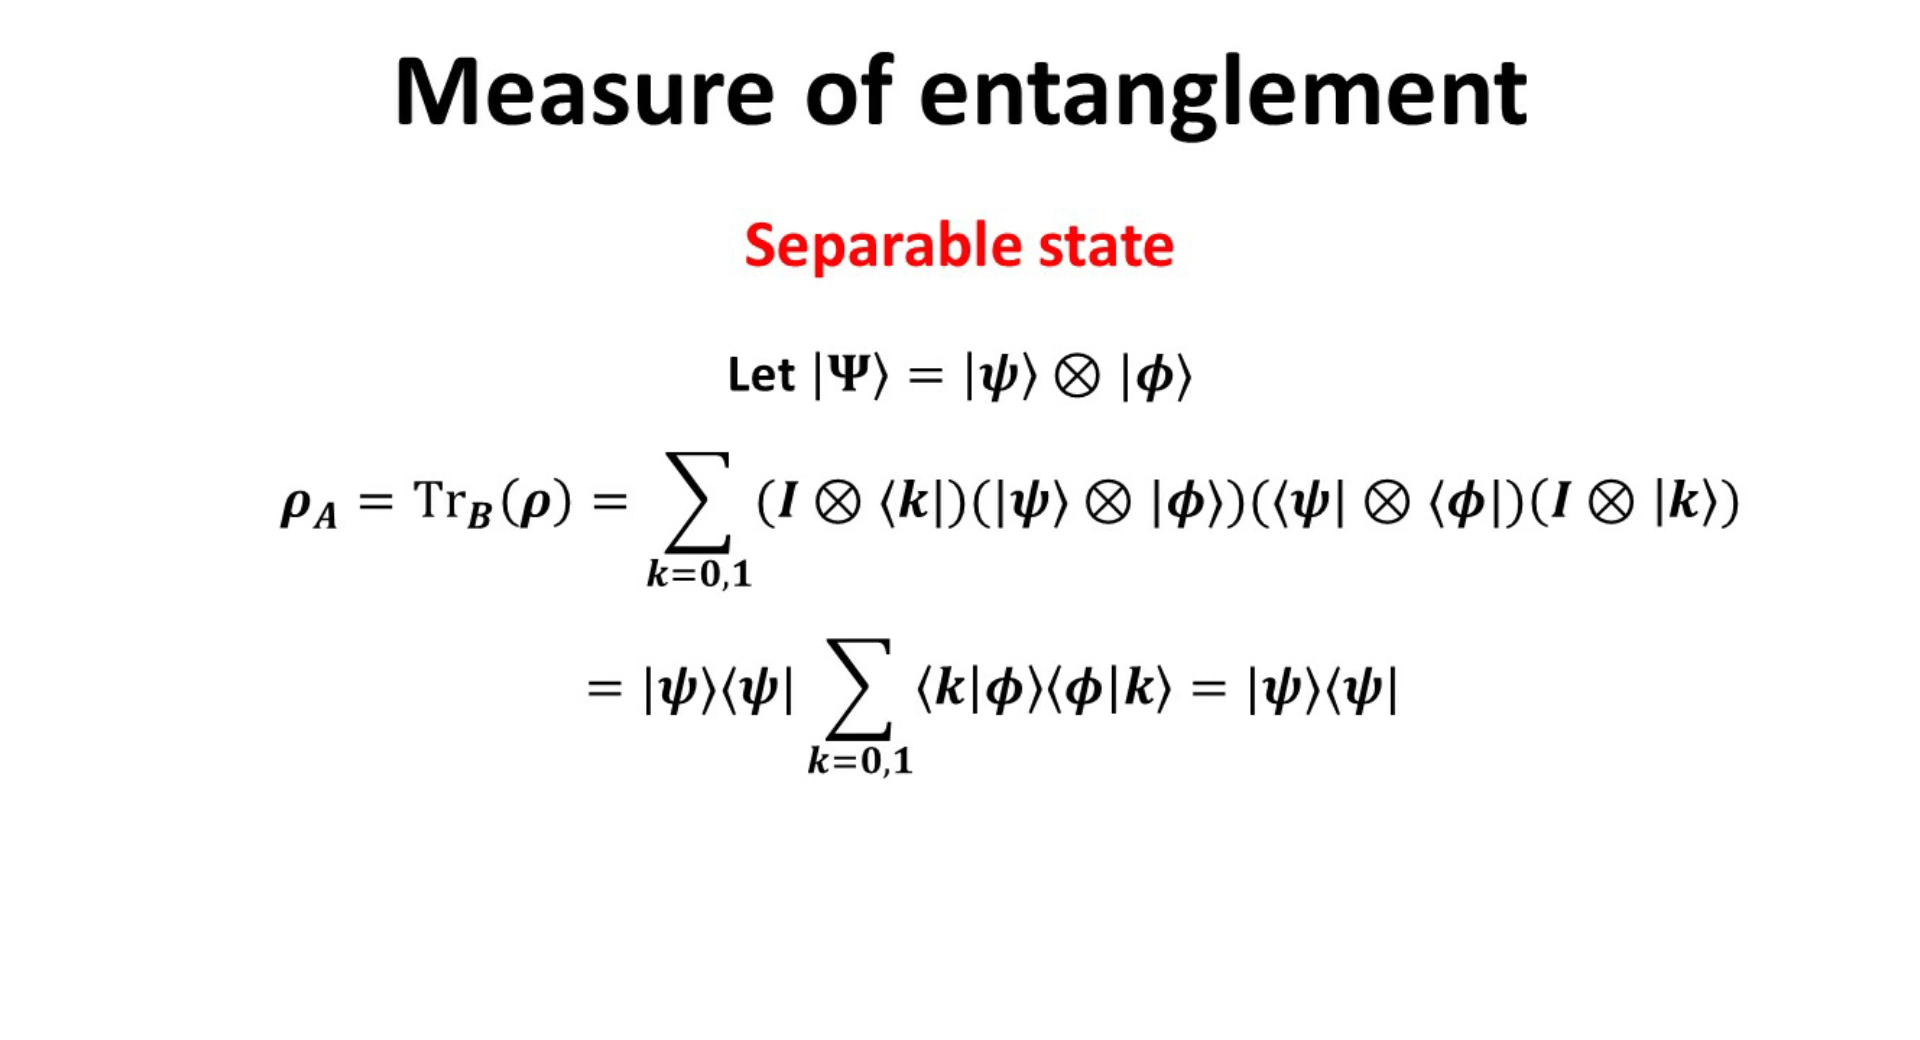 Measure of entanglement
Separable state
Let |Ψ⟩ = |ψ⟩ ⊗ |ϕ⟩
ρ_A = Tr_B(ρ) = ∑_{k=0,1} (I ⊗ ⟨k|)(|ψ⟩ ⊗ |ϕ⟩)(⟨ψ| ⊗ ⟨ϕ|)(I ⊗ |k⟩)
= |ψ⟩⟨ψ| ∑_{k=0,1} ⟨k|ϕ⟩⟨ϕ|k⟩ = |ψ⟩⟨ψ|